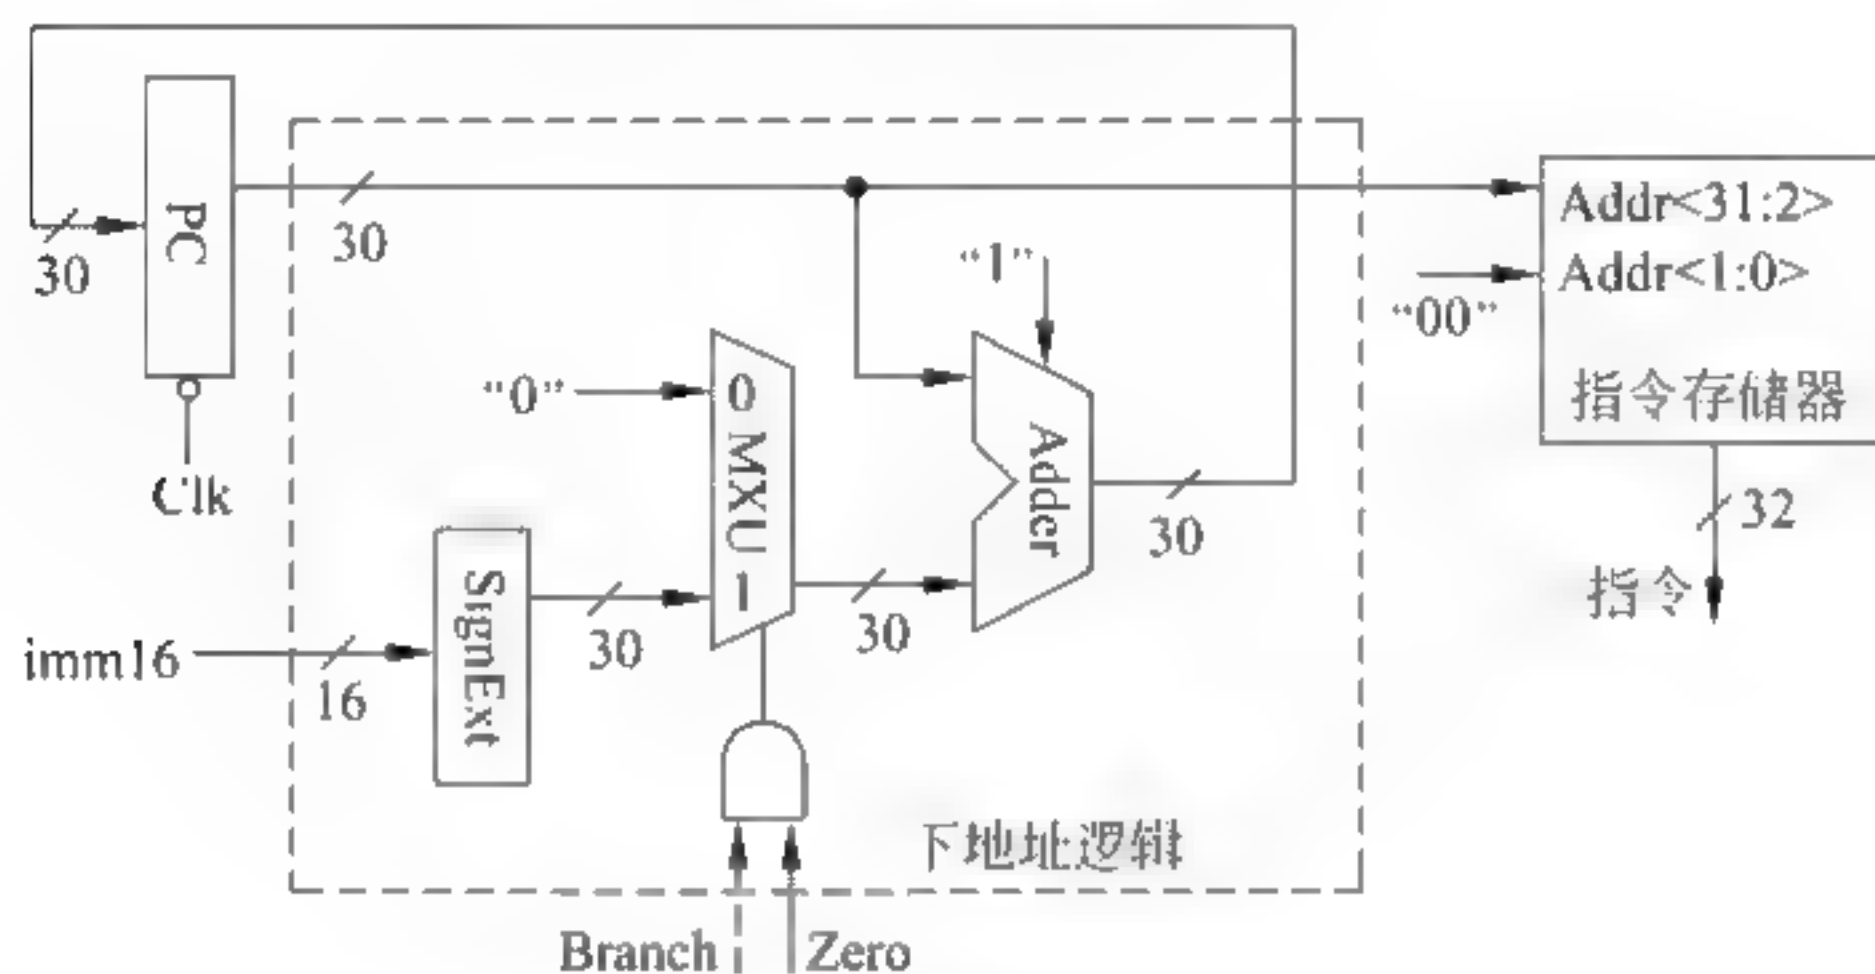 PC
30
30
Addr<31:2>
Addr<1:0>
“00”
指令存储器
“1”
“0”
0
MXU
1
Adder
Clk
30
32
指令
SignExt
30
30
imm16
16
下地址逻辑
Branch
Zero